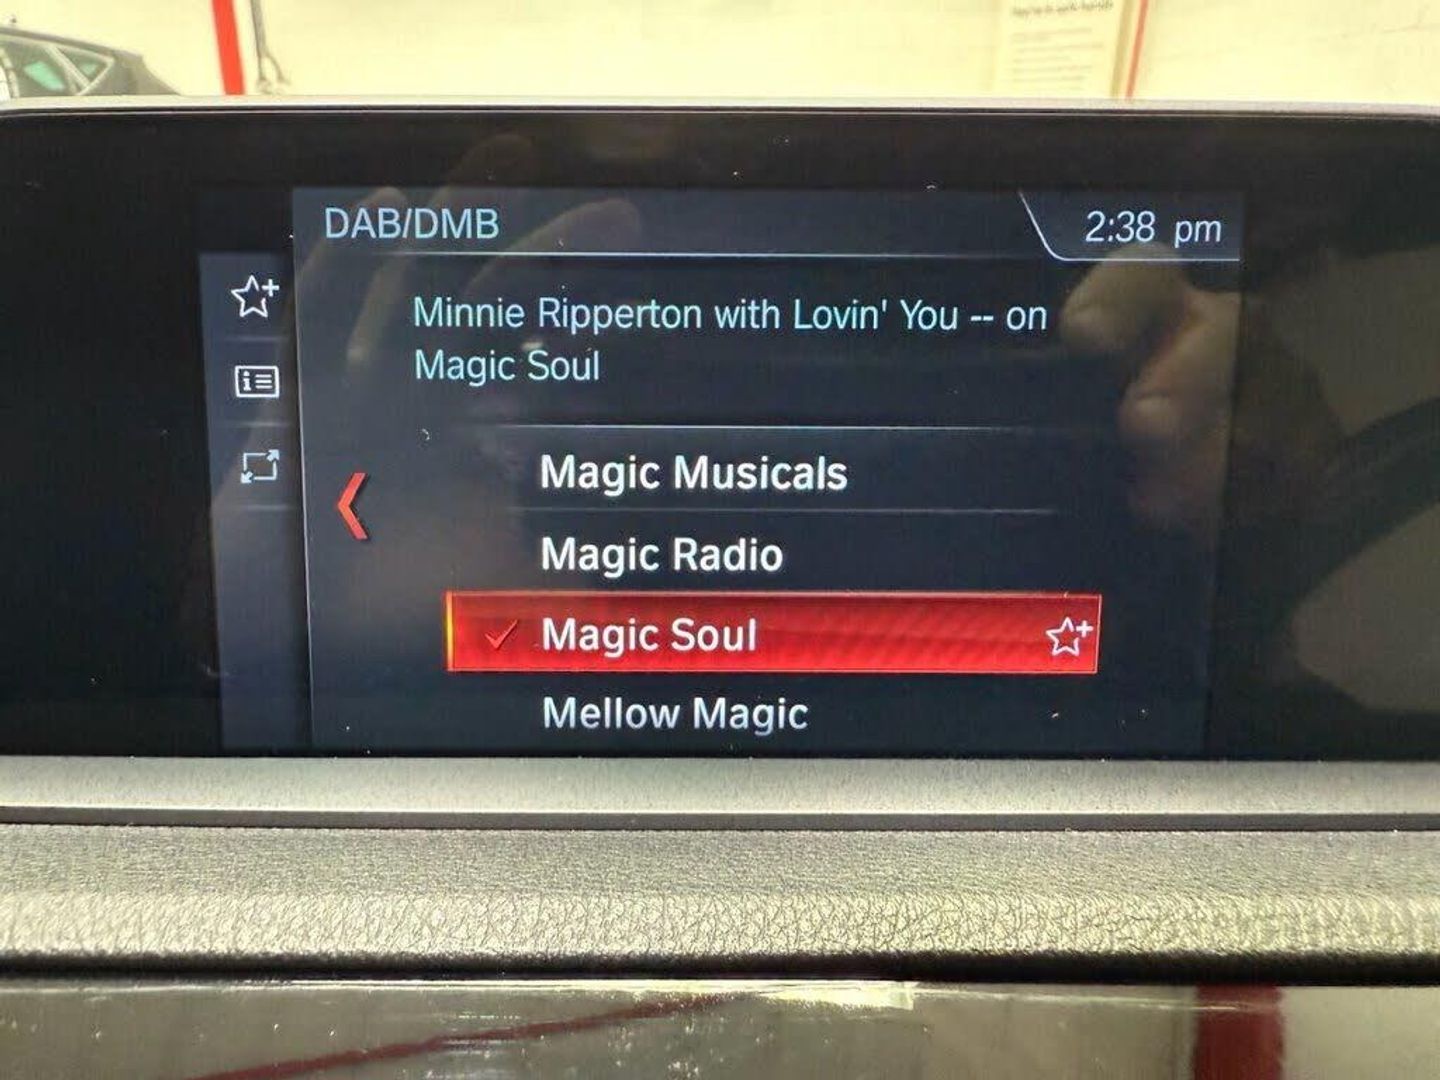 DAB/DMB
2:38 pm
Minnie Ripperton with Lovin' You -- on
Magic Soul
Magic Musicals
Magic Radio
Magic Soul
Mellow Magic